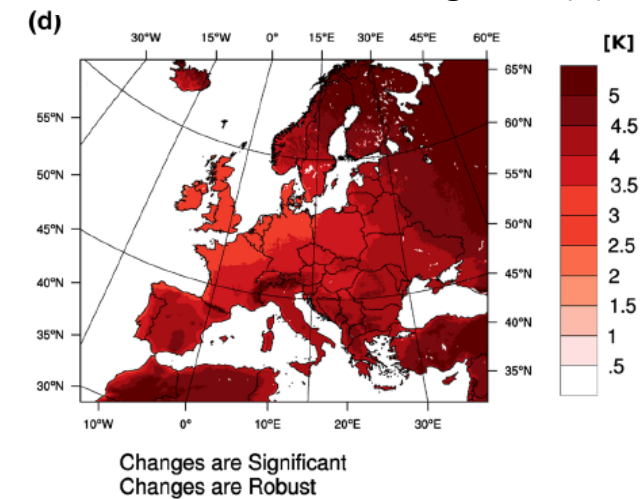 (d)
30°W 15°W 0° 15°E 30°E 45°E 60°E
[K]
65°N
60°N
55°N
50°N
45°N
40°N
35°N
55°N
50°N
45°N
40°N
35°N
30°N
10°W 0° 10°E 20°E 30°E
5
4.5
4
3.5
3
2.5
2
1.5
1
.5
Changes are Significant
Changes are Robust